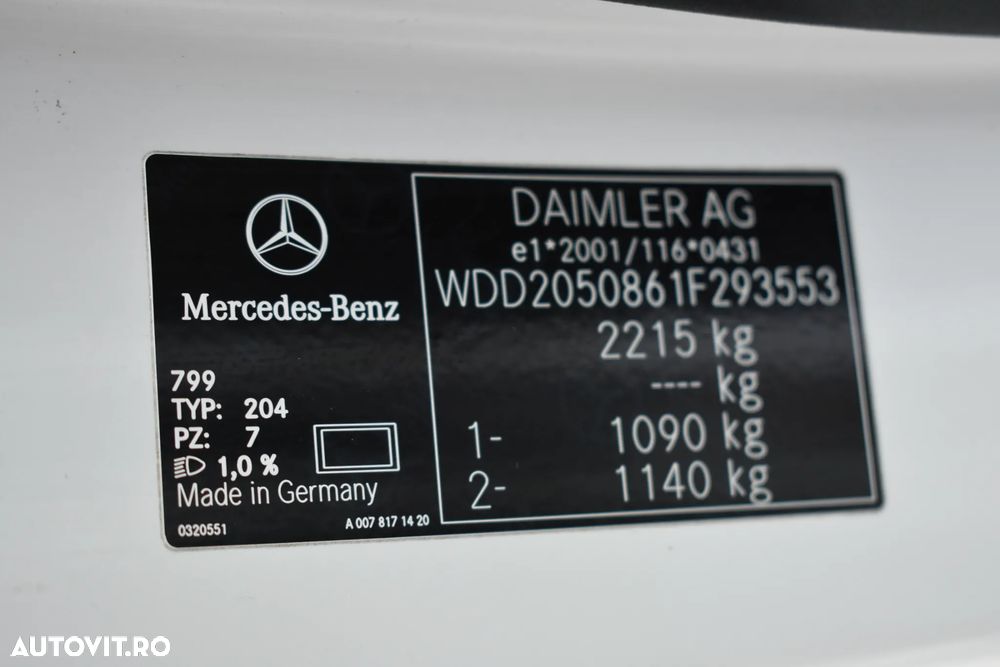 Mercedes-Benz
799
TYP: 204
PZ: 7
1,0 %
Made in Germany
0320551
A 007 817 14 20
DAIMLER AG
e1*2001/116*0431
WDD2050861F293553
2215 kg
---- kg
1- 1090 kg
2- 1140 kg
AUTOVIT.RO